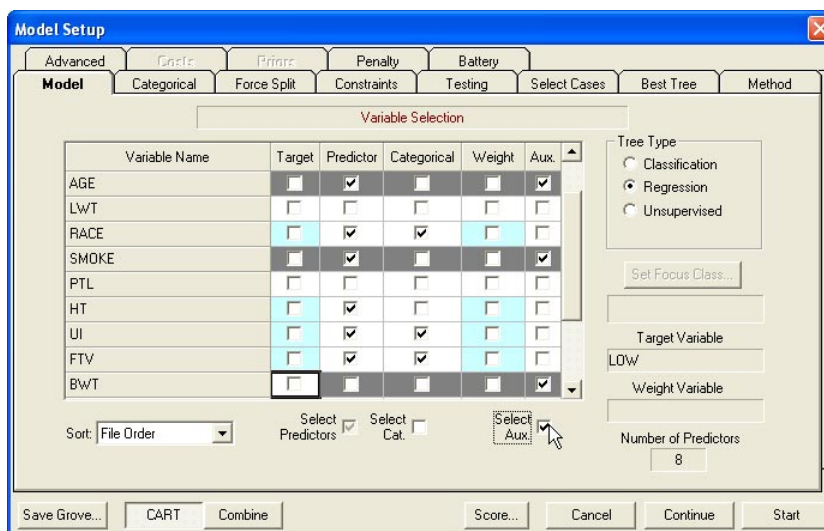 Model Setup
Advanced Costs Priors Penalty Battery
Model Categorical Force Split Constraints Testing Select Cases Best Tree Method
Variable Selection
Variable Name Target Predictor Categorical Weight Aux.
AGE
LWT
RACE
SMOKE
PTL
HT
UI
FTV
BWT
Sort: File Order
Select Predictors
Select Cat.
Select Aux.
Tree Type
Classification
Regression
Unsupervised
Set Focus Class...
Target Variable
LOW
Weight Variable
Number of Predictors
8
Save Grove... CART Combine Score... Cancel Continue Start